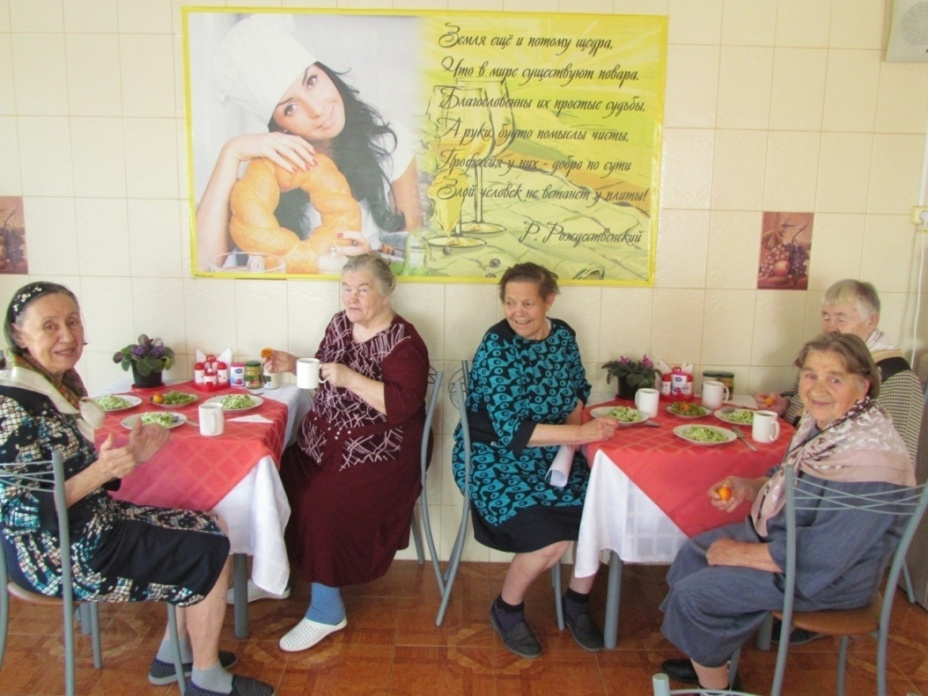 Земля ещё и потому щедра,
Что в мире существуют повара.
Благословенны их простые судьбы,
А руки, будто помыслы чисты,
Профессия у них - добро по сути
Злой человек не встанет у плиты!
Р. Рождественский